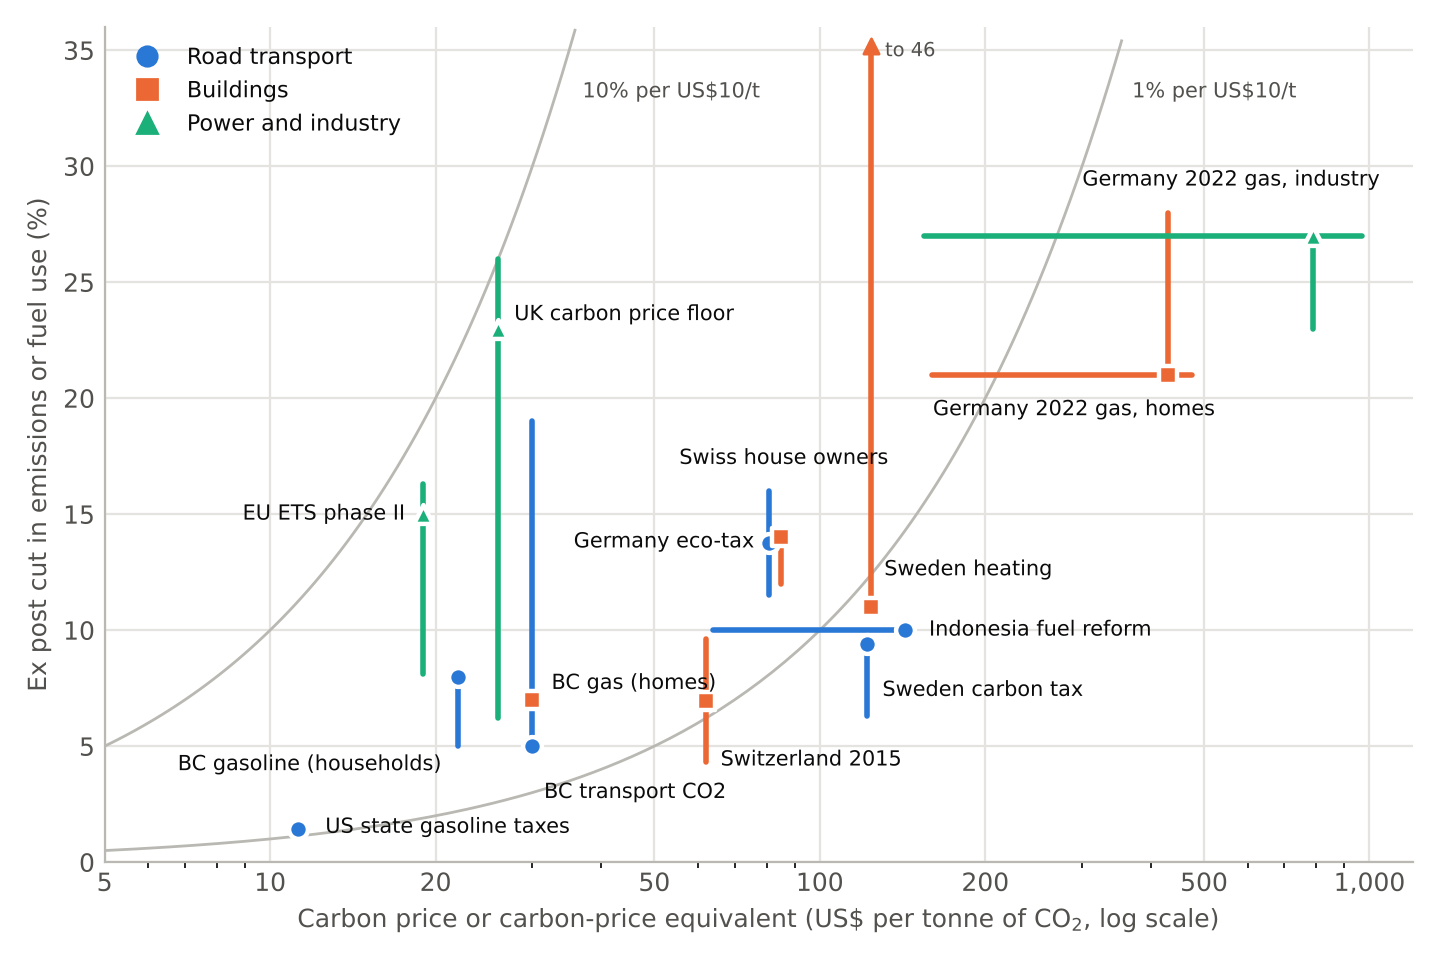 35
30
25
20
15
10
5
0
Ex post cut in emissions or fuel use (%)
Road transport
Buildings
Power and industry
10% per US$10/t
to 46
1% per US$10/t
Germany 2022 gas, industry
UK carbon price floor
Germany 2022 gas, homes
Swiss house owners
EU ETS phase II
Germany eco-tax
Sweden heating
Indonesia fuel reform
BC gas (homes)
Sweden carbon tax
BC gasoline (households)
Switzerland 2015
BC transport CO2
US state gasoline taxes
5 10 20 50 100 200 500 1,000
Carbon price or carbon-price equivalent (US$ per tonne of CO₂, log scale)